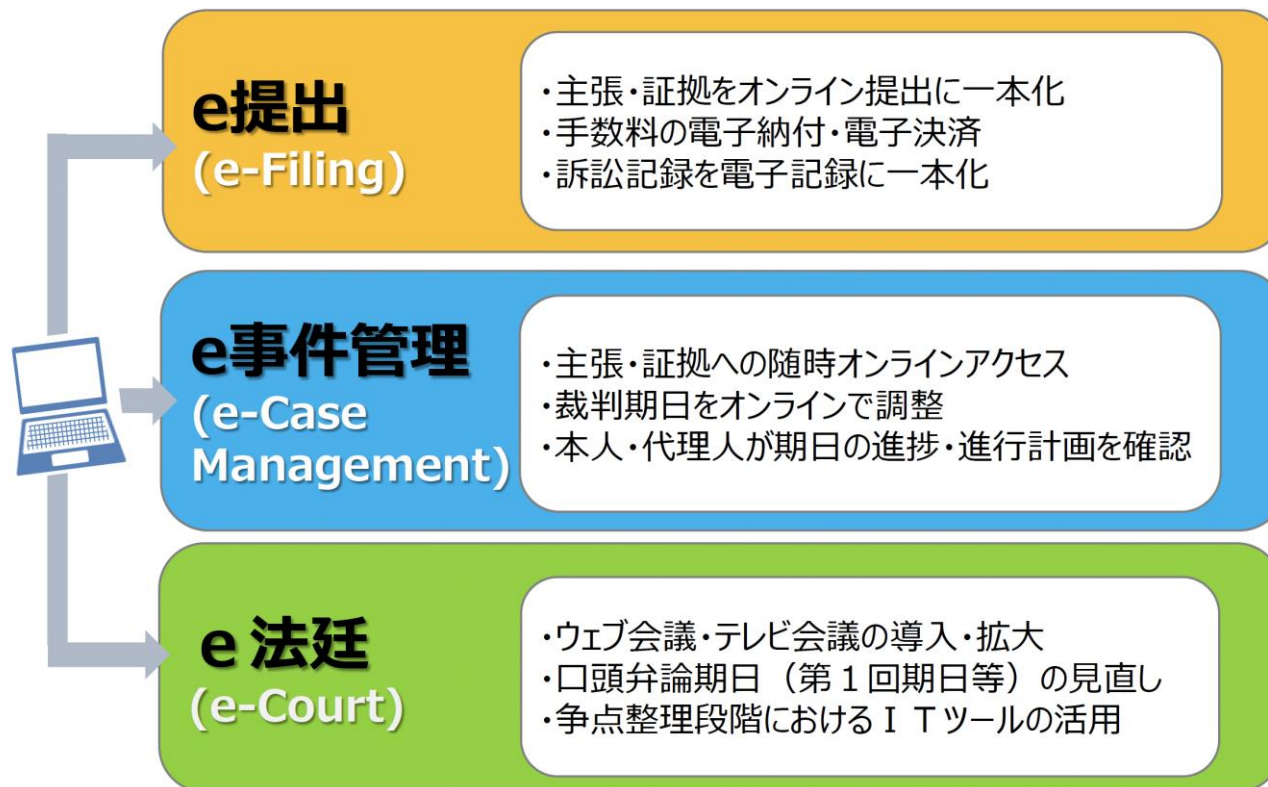 e提出
(e-Filing)
・主張・証拠をオンライン提出に一本化
・手数料の電子納付・電子決済
・訴訟記録を電子記録に一本化
e事件管理
(e-Case
Management)
・主張・証拠への随時オンラインアクセス
・裁判期日をオンラインで調整
・本人・代理人が期日の進捗・進行計画を確認
e 法廷
(e-Court)
・ウェブ会議・テレビ会議の導入・拡大
・口頭弁論期日（第１回期日等）の見直し
・争点整理段階におけるＩＴツールの活用